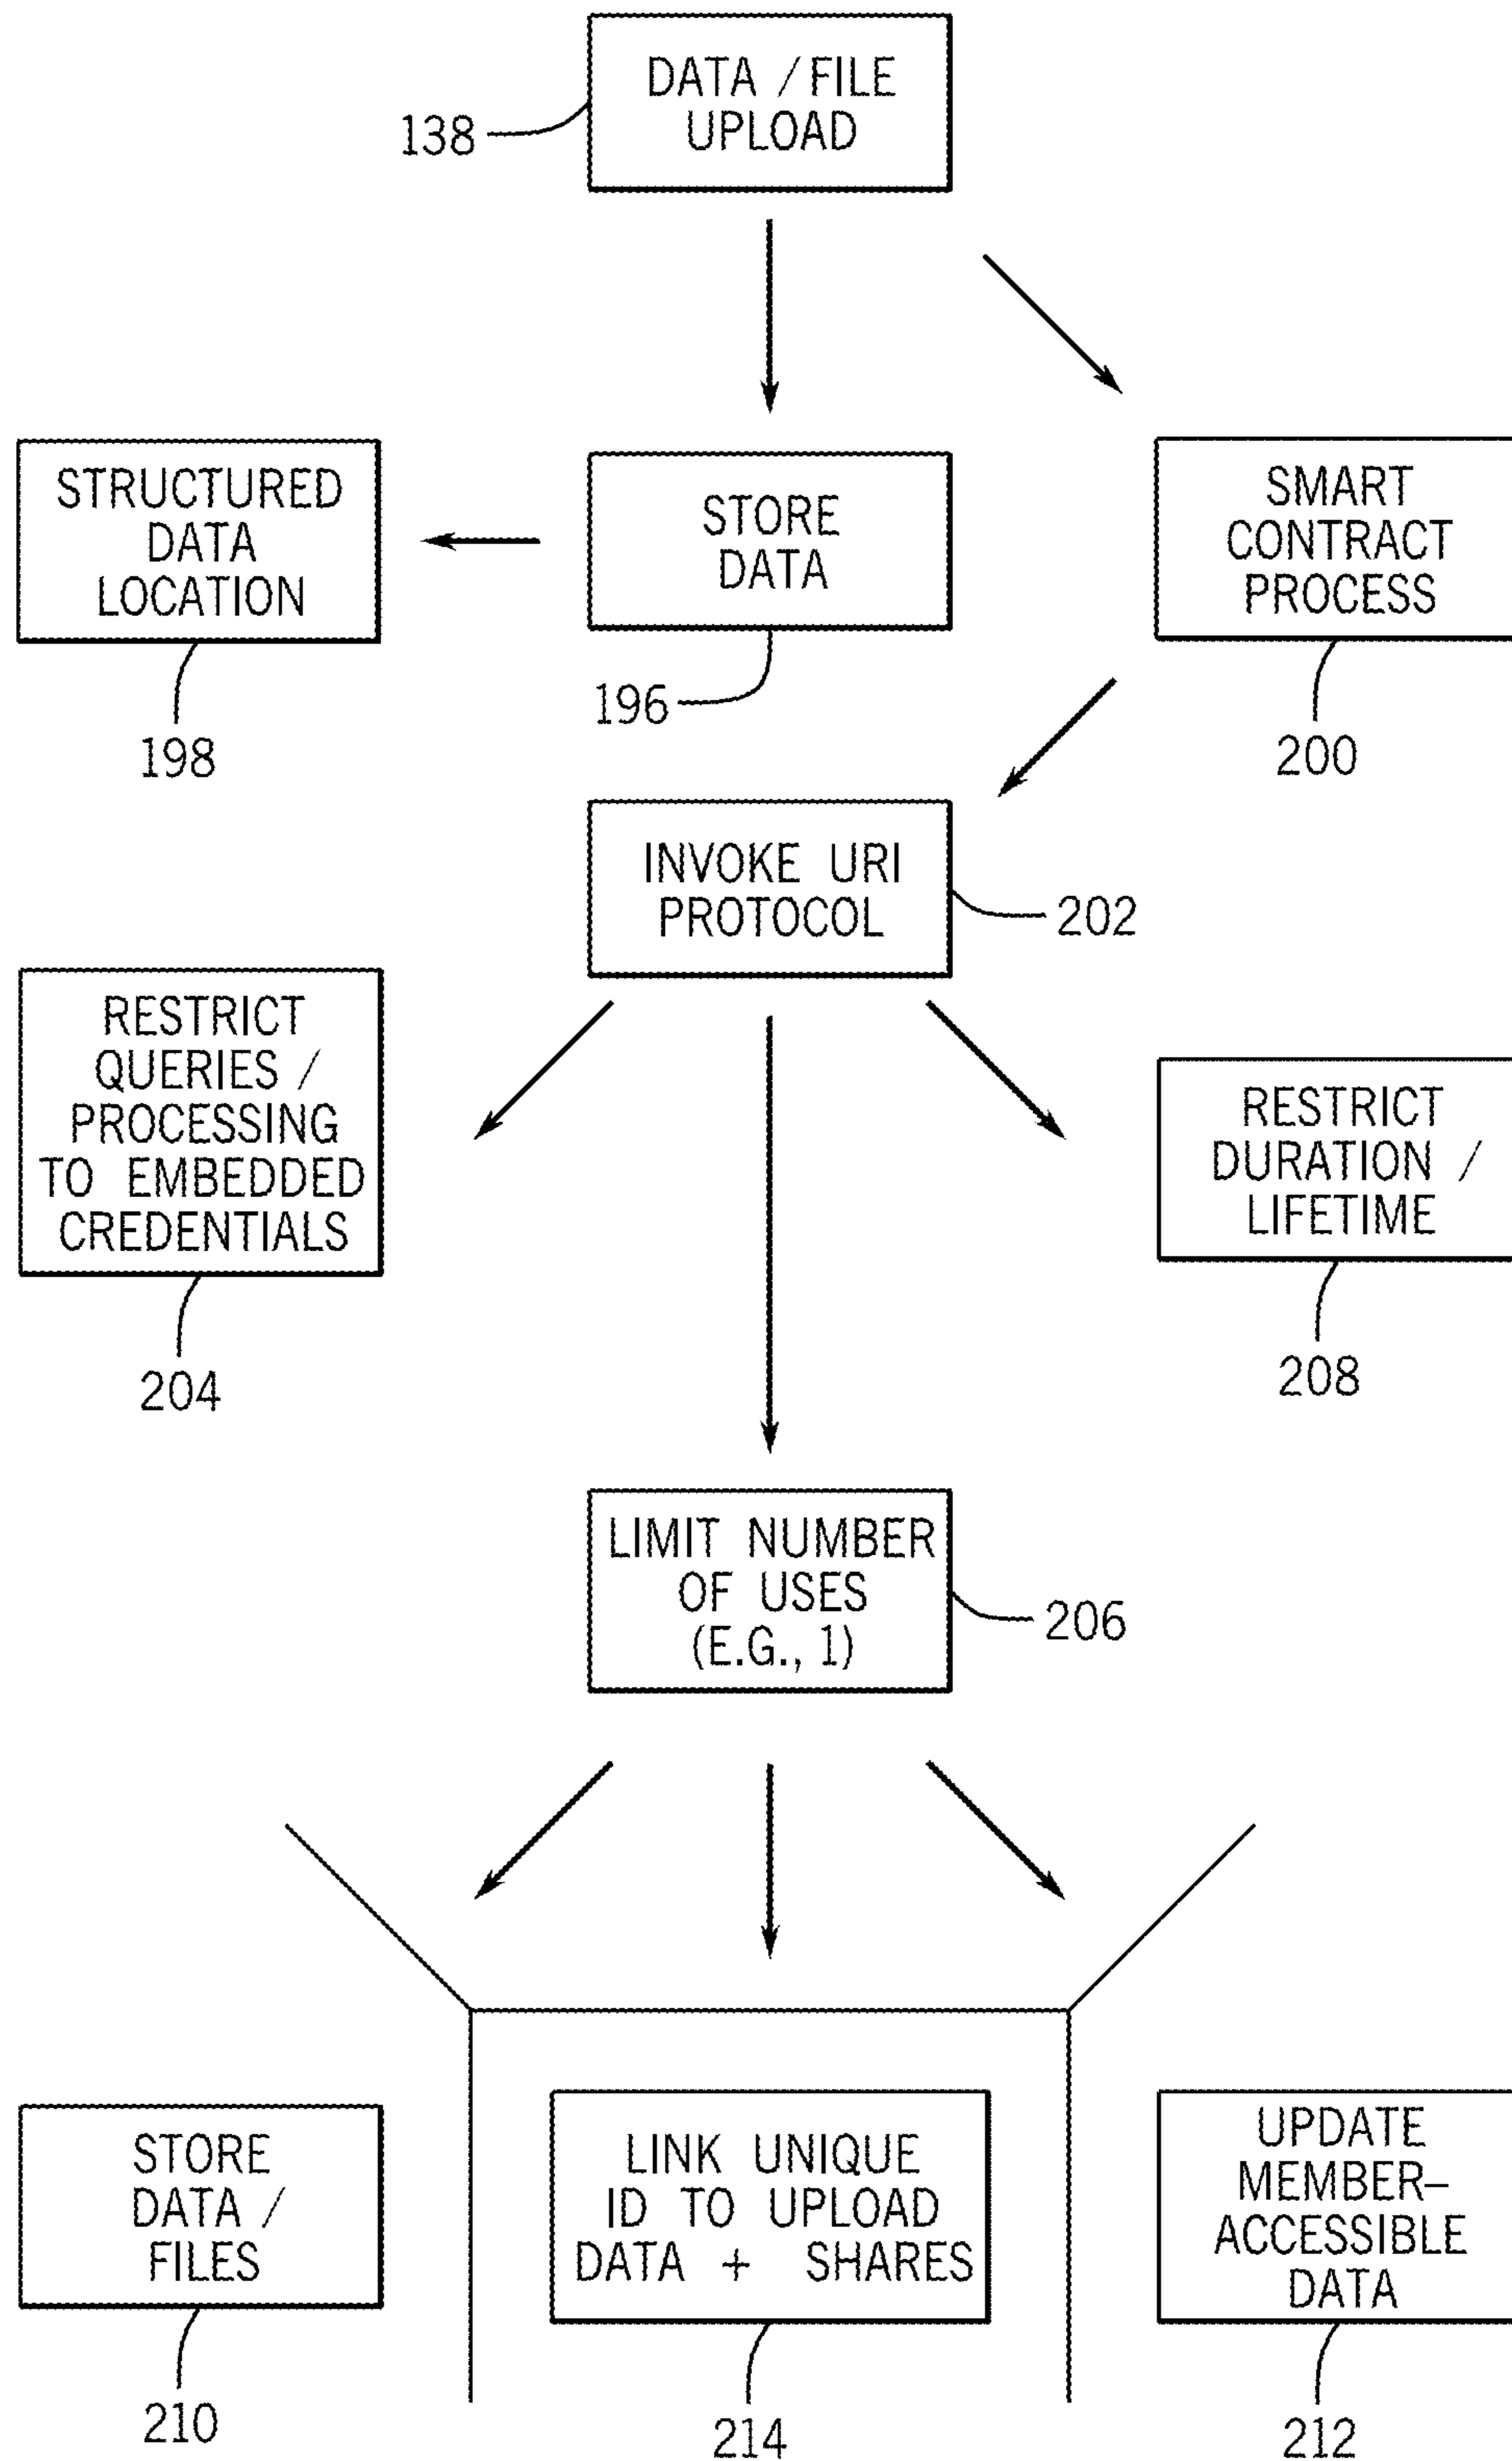 DATA / FILE
UPLOAD
138
STRUCTURED
DATA
LOCATION
198
STORE
DATA
196
SMART
CONTRACT
PROCESS
200
INVOKE URI
PROTOCOL
202
RESTRICT
QUERIES /
PROCESSING
TO EMBEDDED
CREDENTIALS
204
RESTRICT
DURATION /
LIFETIME
208
LIMIT NUMBER
OF USES
(E.G., 1)
206
STORE
DATA /
FILES
210
LINK UNIQUE
ID TO UPLOAD
DATA + SHARES
214
UPDATE
MEMBER–
ACCESSIBLE
DATA
212